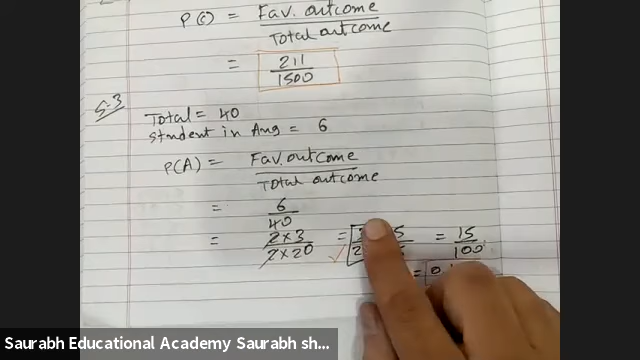 P(C) = Fav. outcome / Total outcome
= 211/1500
S-3
Total = 40
student in Aug = 6
P(A) = Fav. outcome / Total outcome
= 6/40
= 2×3 / 2×20 = = 15/100
=
Saurabh Educational Academy Saurabh sh...